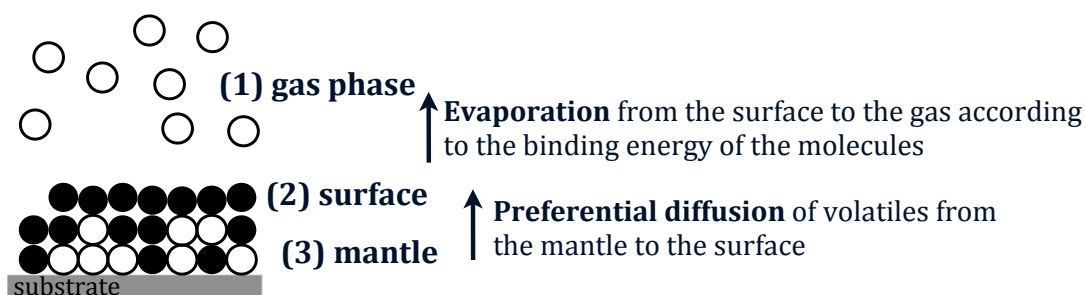 (1) gas phase
Evaporation from the surface to the gas according
to the binding energy of the molecules
(2) surface
Preferential diffusion of volatiles from
the mantle to the surface
(3) mantle
substrate